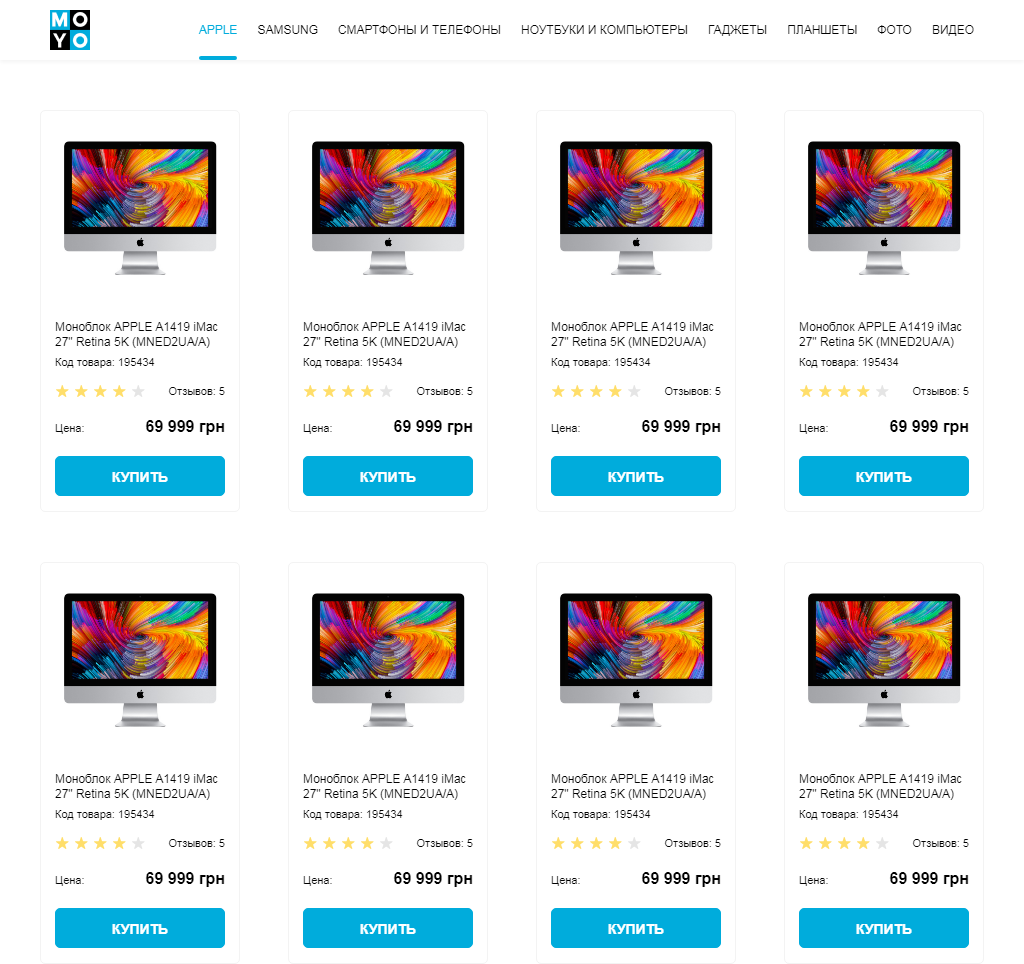 MO
YO
APPLE SAMSUNG СМАРТФОНЫ И ТЕЛЕФОНЫ НОУТБУКИ И КОМПЬЮТЕРЫ ГАДЖЕТЫ ПЛАНШЕТЫ ФОТО ВИДЕО
Моноблок APPLE A1419 iMac
27" Retina 5K (MNED2UA/A)
Код товара: 195434
Отзывов: 5
Цена: 69 999 грн
КУПИТЬ
Моноблок APPLE A1419 iMac
27" Retina 5K (MNED2UA/A)
Код товара: 195434
Отзывов: 5
Цена: 69 999 грн
КУПИТЬ
Моноблок APPLE A1419 iMac
27" Retina 5K (MNED2UA/A)
Код товара: 195434
Отзывов: 5
Цена: 69 999 грн
КУПИТЬ
Моноблок APPLE A1419 iMac
27" Retina 5K (MNED2UA/A)
Код товара: 195434
Отзывов: 5
Цена: 69 999 грн
КУПИТЬ
Моноблок APPLE A1419 iMac
27" Retina 5K (MNED2UA/A)
Код товара: 195434
Отзывов: 5
Цена: 69 999 грн
КУПИТЬ
Моноблок APPLE A1419 iMac
27" Retina 5K (MNED2UA/A)
Код товара: 195434
Отзывов: 5
Цена: 69 999 грн
КУПИТЬ
Моноблок APPLE A1419 iMac
27" Retina 5K (MNED2UA/A)
Код товара: 195434
Отзывов: 5
Цена: 69 999 грн
КУПИТЬ
Моноблок APPLE A1419 iMac
27" Retina 5K (MNED2UA/A)
Код товара: 195434
Отзывов: 5
Цена: 69 999 грн
КУПИТЬ